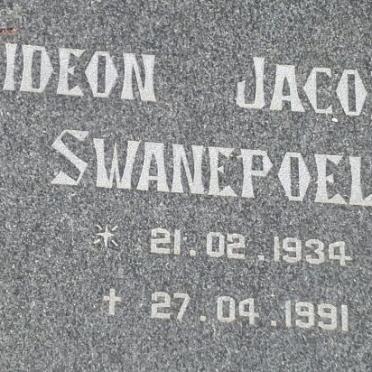 IDEON JACO
SWANEPOEL
* 21.02.1934
† 27.04.1991